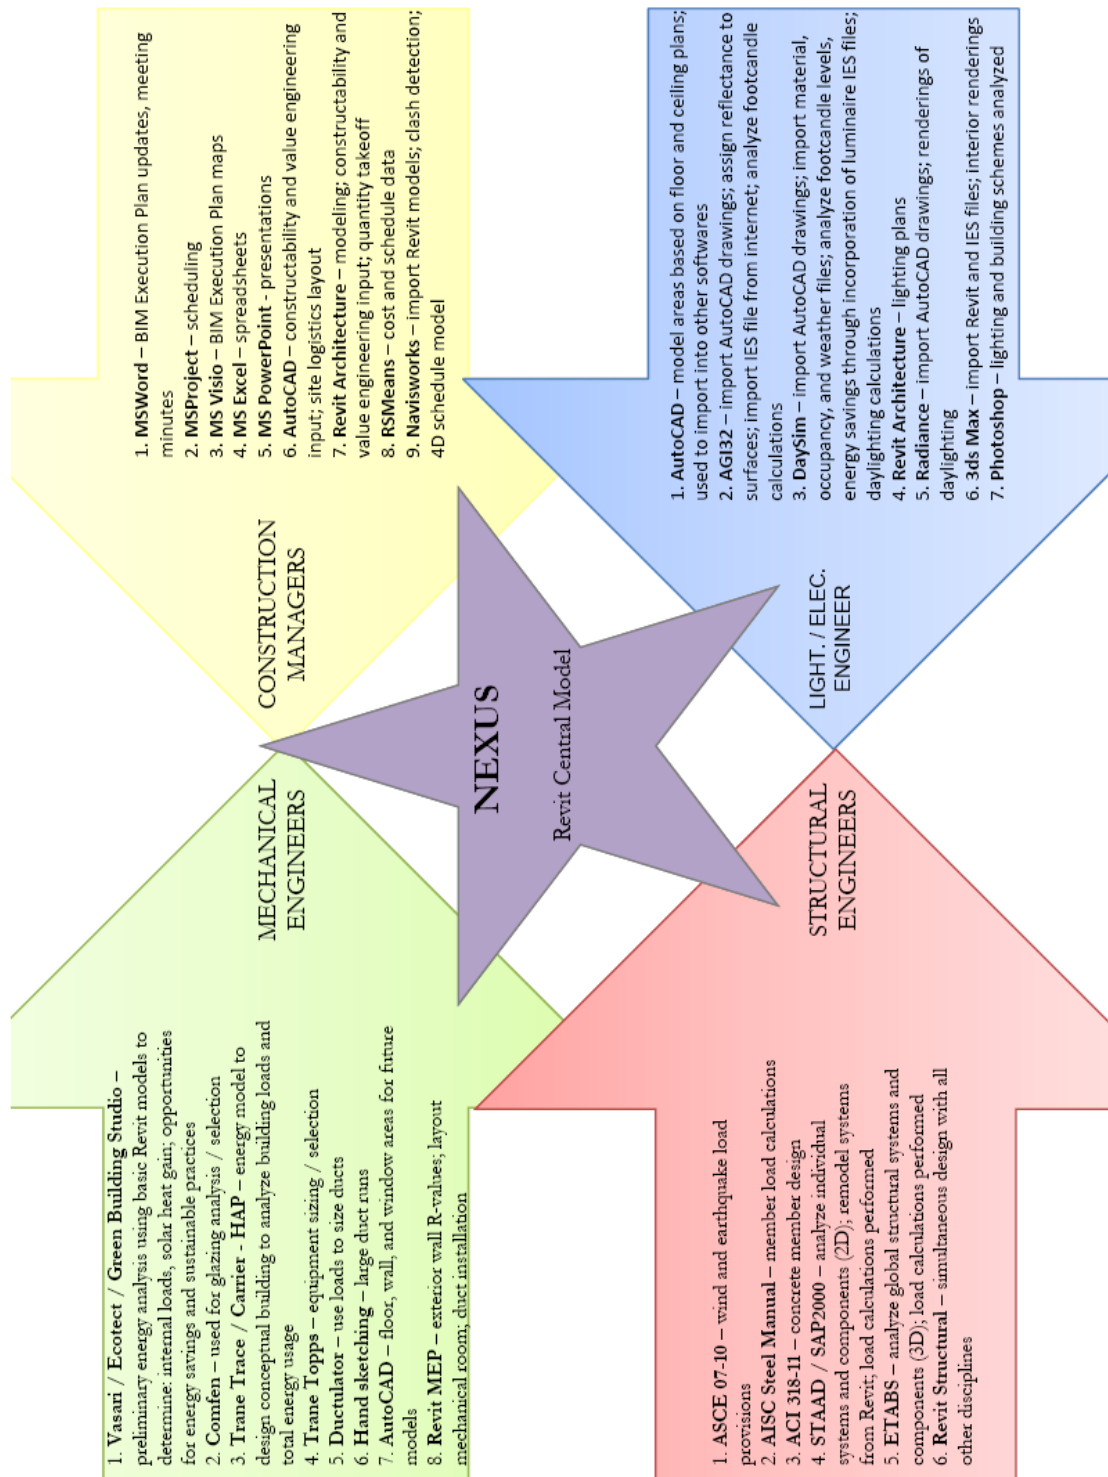 1. Vasari / Ecotect / Green Building Studio –
preliminary energy analysis using basic Revit models to
determine: internal loads, solar heat gain; opportunities
for energy savings and sustainable practices
2. Comfen – used for glazing analysis / selection
3. Trane Trace / Carrier - HAP – energy model to
design conceptual building to analyze building loads and
total energy usage
4. Trane Topps – equipment sizing / selection
5. Ductulator – use loads to size ducts
6. Hand sketching – large duct runs
7. AutoCAD – floor, wall, and window areas for future
models
8. Revit MEP – exterior wall R-values; layout
mechanical room; duct installation
MECHANICAL
ENGINEERS
CONSTRUCTION
MANAGERS
1. MSWord – BIM Execution Plan updates, meeting
minutes
2. MSProject – scheduling
3. MS Visio – BIM Execution Plan maps
4. MS Excel – spreadsheets
5. MS PowerPoint - presentations
6. AutoCAD – constructability and value engineering
input; site logistics layout
7. Revit Architecture – modeling; constructability and
value engineering input; quantity takeoff
8. RSMeans – cost and schedule data
9. Navisworks – import Revit models; clash detection;
4D schedule model
NEXUS
Revit Central Model
1. ASCE 07-10 – wind and earthquake load
provisions
2. AISC Steel Manual – member load calculations
3. ACI 318-11 – concrete member design
4. STAAD / SAP2000 – analyze individual
systems and components (2D); remodel systems
from Revit; load calculations performed
5. ETABS – analyze global structural systems and
components (3D); load calculations performed
6. Revit Structural – simultaneous design with all
other disciplines
STRUCTURAL
ENGINEERS
LIGHT. / ELEC.
ENGINEER
1. AutoCAD – model areas based on floor and ceiling plans;
used to import into other softwares
2. AGI32 – import AutoCAD drawings; assign reflectance to
surfaces; import IES file from internet; analyze footcandle
calculations
3. DaySim – import AutoCAD drawings; import material,
occupancy, and weather files; analyze footcandle levels,
energy savings through incorporation of luminaire IES files;
daylighting calculations
4. Revit Architecture – lighting plans
5. Radiance – import AutoCAD drawings; renderings of
daylighting
6. 3ds Max – import Revit and IES files; interior renderings
7. Photoshop – lighting and building schemes analyzed